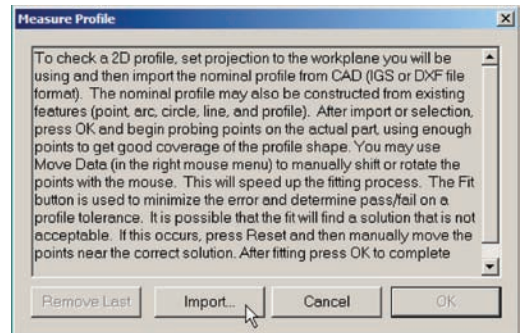 Measure Profile
To check a 2D profile, set projection to the workplane you will be
using and then import the nominal profile from CAD (IGS or DXF file
format). The nominal profile may also be constructed from existing
features (point, arc, circle, line, and profile). After import or selection,
press OK and begin probing points on the actual part, using enough
points to get good coverage of the profile shape. You may use
Move Data (in the right mouse menu) to manually shift or rotate the
points with the mouse. This will speed up the fitting process. The Fit
button is used to minimize the error and determine pass/fail on a
profile tolerance. It is possible that the fit will find a solution that is not
acceptable. If this occurs, press Reset and then manually move the
points near the correct solution. After fitting press OK to complete
Remove Last Import... Cancel OK